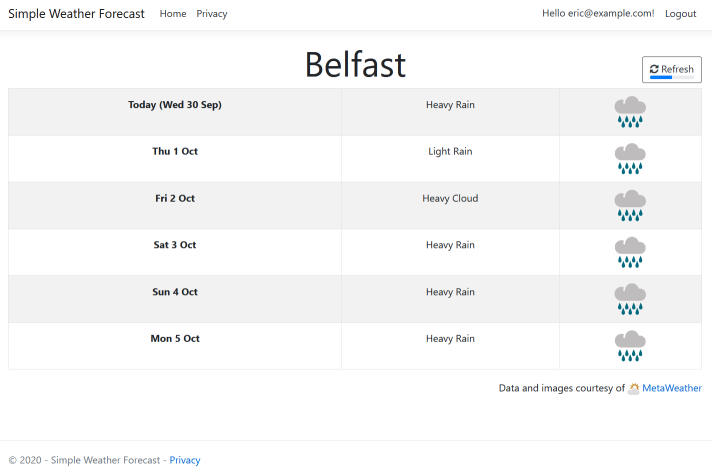 Simple Weather Forecast Home Privacy Hello eric@example.com! Logout
Belfast
Refresh
Today (Wed 30 Sep) Heavy Rain
Thu 1 Oct Light Rain
Fri 2 Oct Heavy Cloud
Sat 3 Oct Heavy Rain
Sun 4 Oct Heavy Rain
Mon 5 Oct Heavy Rain
Data and images courtesy of MetaWeather
© 2020 - Simple Weather Forecast - Privacy